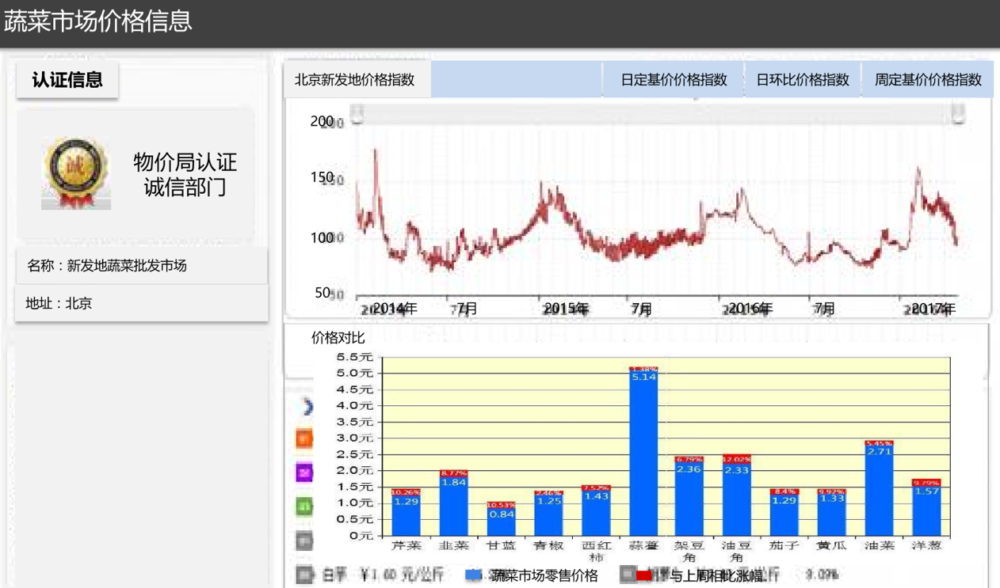 蔬菜市场价格信息
认证信息
诚
物价局认证
诚信部门
名称：新发地蔬菜批发市场
地址：北京
北京新发地价格指数
日定基价价格指数
日环比价格指数
周定基价价格指数
200
150
100
50
2014年 7月 2015年 7月 2016年 7月 2017年
价格对比
5.5元
5.0元
4.5元
4.0元
3.5元
3.0元
2.5元
2.0元
1.5元
1.0元
0.5元
0元
10.26% 8.77% 10.53% 2.46% 7.52% 1.38% 6.79% 12.02% 8.4% 9.92% 5.45% 9.79%
1.29 1.84 0.84 1.25 1.43 5.14 2.36 2.33 1.29 1.33 2.71 1.57
芹菜 韭菜 甘蓝 青椒 西红柿 蒜薹 架豆角 油豆角 茄子 黄瓜 油菜 洋葱
¥1.60 元/公斤 蔬菜市场零售价格 与上周相比涨幅 9.09%